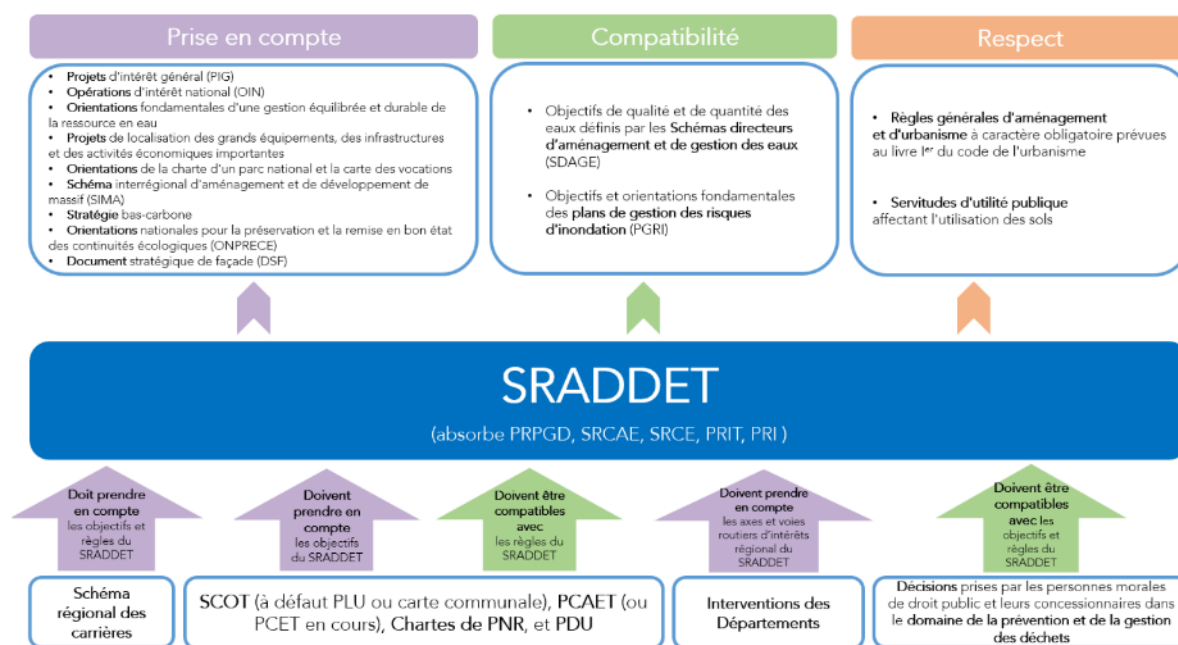 Prise en compte
• Projets d'intérêt général (PIG)
• Opérations d'intérêt national (OIN)
• Orientations fondamentales d'une gestion équilibrée et durable de
la ressource en eau
• Projets de localisation des grands équipements, des infrastructures
et des activités économiques importantes
• Orientations de la charte d'un parc national et la carte des vocations
• Schéma interrégional d'aménagement et de développement de
massif (SIMA)
• Stratégie bas-carbone
• Orientations nationales pour la préservation et la remise en bon état
des continuités écologiques (ONPRECE)
• Document stratégique de façade (DSF)
Compatibilité
• Objectifs de qualité et de quantité des
eaux définis par les Schémas directeurs
d'aménagement et de gestion des eaux
(SDAGE)
• Objectifs et orientations fondamentales
des plans de gestion des risques
d'inondation (PGRI)
Respect
• Règles générales d'aménagement
et d'urbanisme à caractère obligatoire prévues
au livre Ier du code de l'urbanisme
• Servitudes d'utilité publique
affectant l'utilisation des sols
SRADDET
(absorbe PRPGD, SRCAE, SRCE, PRIT, PRI )
Doit prendre
en compte
les objectifs et
règles du
SRADDET
Doivent
prendre en
compte
les objectifs
du SRADDET
Doivent être
compatibles
avec
les règles du
SRADDET
Doivent prendre
en compte
les axes et voies
routiers d'intérêts
régional du
SRADDET
Doivent être
compatibles
avec les
objectifs et
règles du
SRADDET
Schéma
régional des
carrières
SCOT (à défaut PLU ou carte communale), PCAET (ou
PCET en cours), Chartes de PNR, et PDU
Interventions des
Départements
Décisions prises par les personnes morales
de droit public et leurs concessionnaires dans
le domaine de la prévention et de la gestion
des déchets